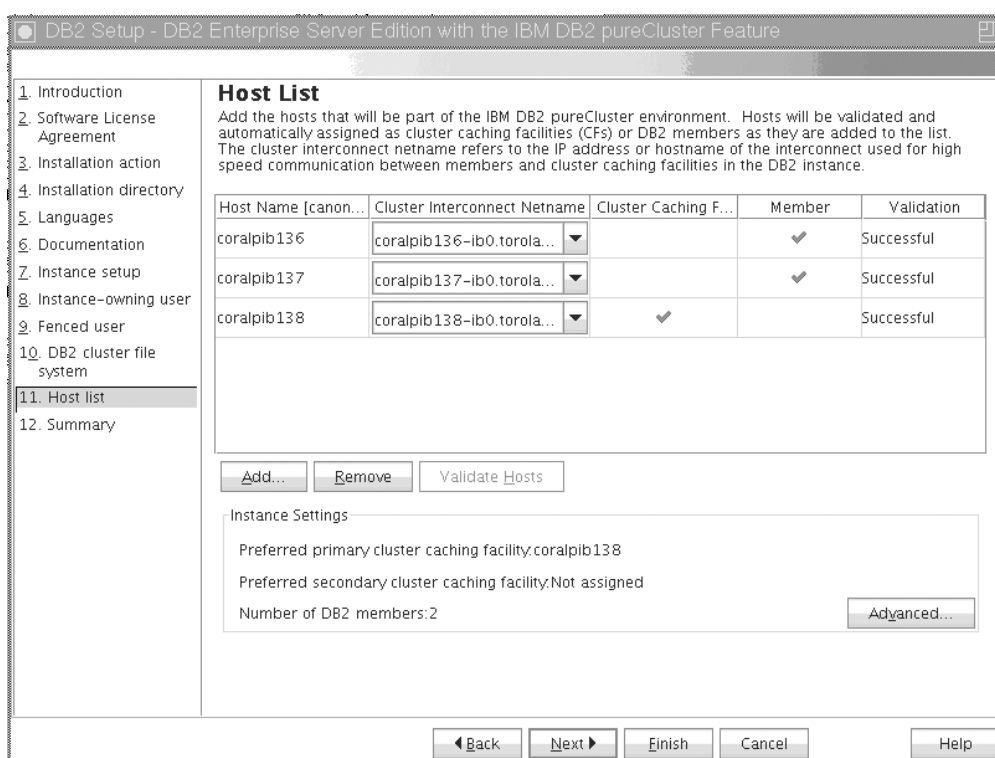 DB2 Setup - DB2 Enterprise Server Edition with the IBM DB2 pureCluster Feature
1. Introduction
2. Software License
Agreement
3. Installation action
4. Installation directory
5. Languages
6. Documentation
7. Instance setup
8. Instance-owning user
9. Fenced user
10. DB2 cluster file
system
11. Host list
12. Summary
Host List
Add the hosts that will be part of the IBM DB2 pureCluster environment. Hosts will be validated and
automatically assigned as cluster caching facilities (CFs) or DB2 members as they are added to the list.
The cluster interconnect netname refers to the IP address or hostname of the interconnect used for high
speed communication between members and cluster caching facilities in the DB2 instance.
Host Name [canon... Cluster Interconnect Netname Cluster Caching F... Member Validation
coralpib136 coralpib136-ib0.torola... Successful
coralpib137 coralpib137-ib0.torola... Successful
coralpib138 coralpib138-ib0.torola... Successful
Add... Remove Validate Hosts
Instance Settings
Preferred primary cluster caching facility:coralpib138
Preferred secondary cluster caching facility:Not assigned
Number of DB2 members:2
Advanced...
Back Next Finish Cancel Help